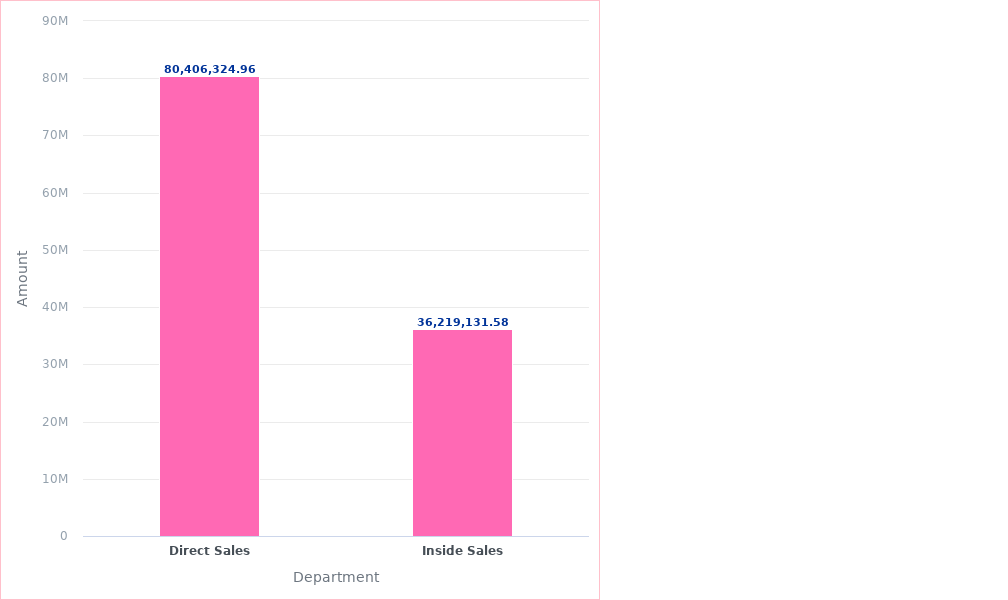 90M
80,406,324.96
80M
70M
60M
50M
40M
36,219,131.58
30M
20M
10M
0
Amount
Direct Sales
Inside Sales
Department